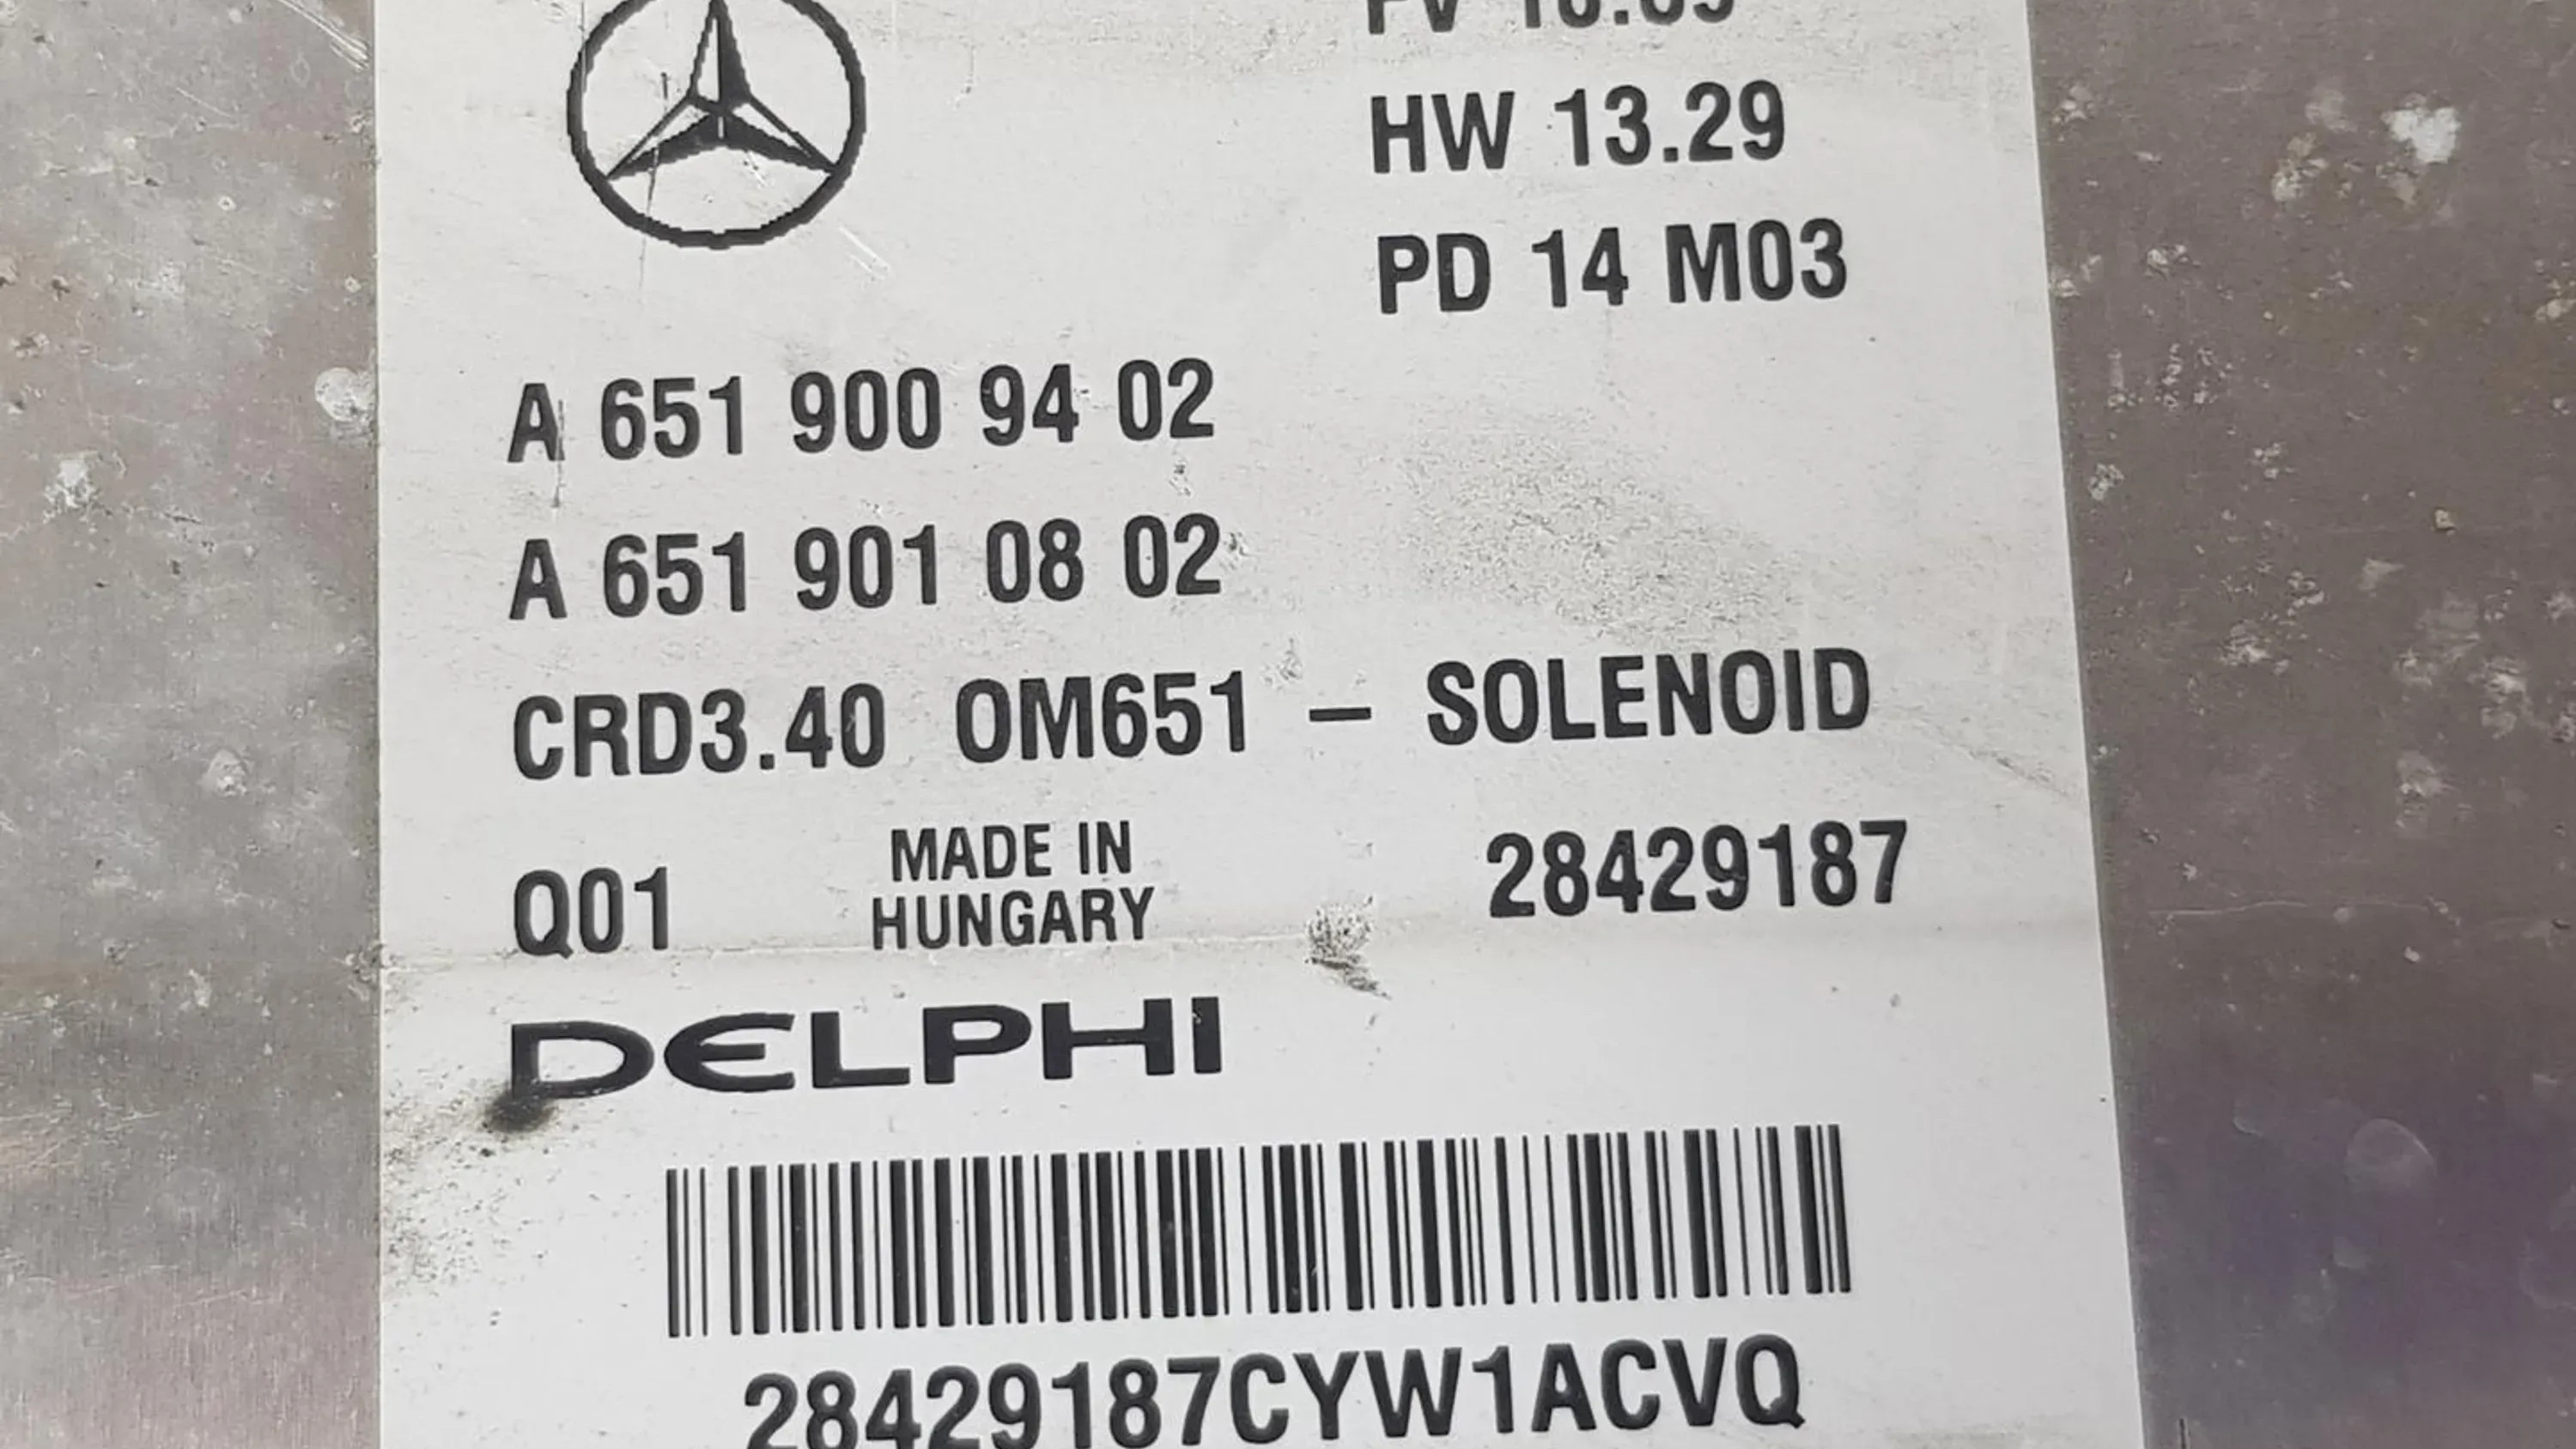 HW 13.29
PD 14 M03
A 651 900 94 02
A 651 901 08 02
CRD3.40 OM651 – SOLENOID
Q01 MADE IN HUNGARY 28429187
DELPHI
28429187CYW1ACVQ